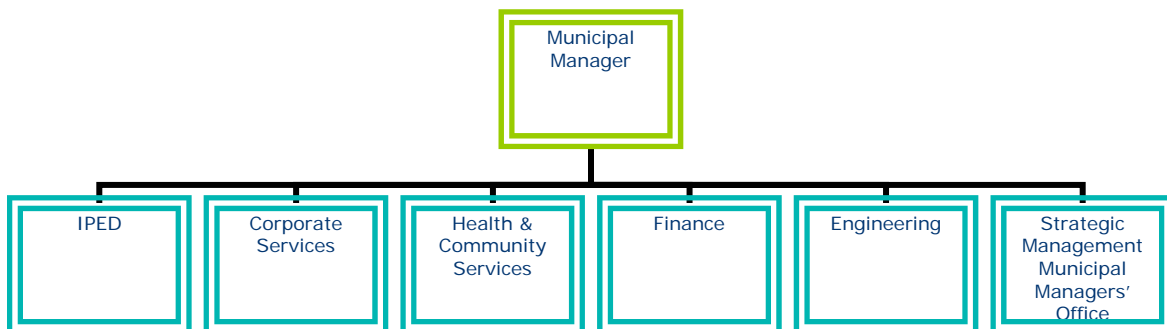 Municipal
Manager
IPED
Corporate
Services
Health &
Community
Services
Finance
Engineering
Strategic
Management
Municipal
Managers’
Office